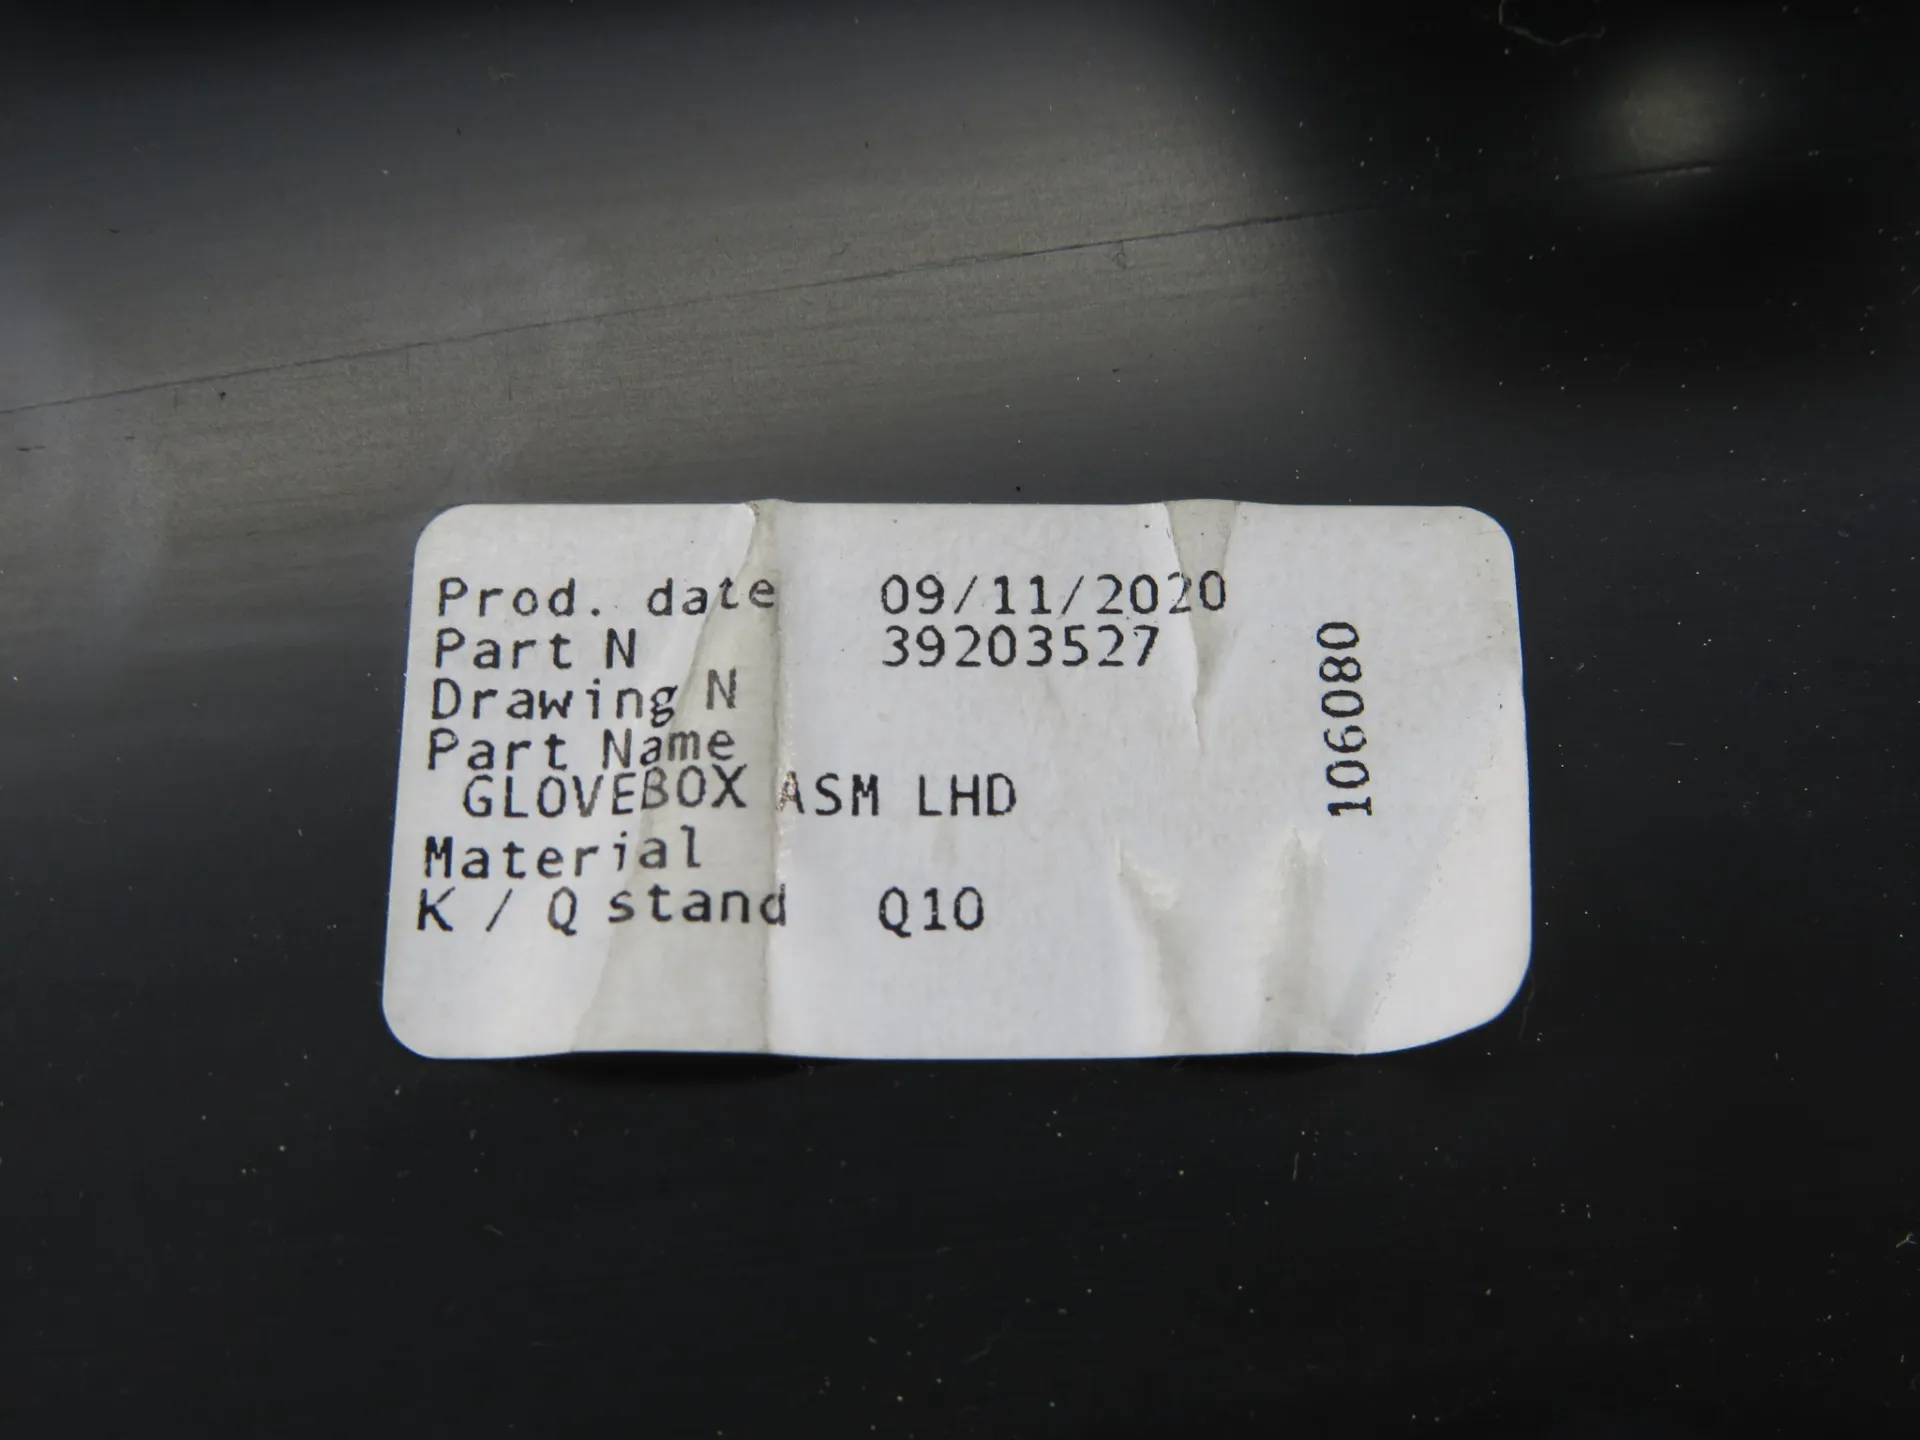 Prod. date 09/11/2020
Part N 39203527
Drawing N
Part Name
GLOVEBOX ASM LHD
Material
K / Q stand Q10
106080